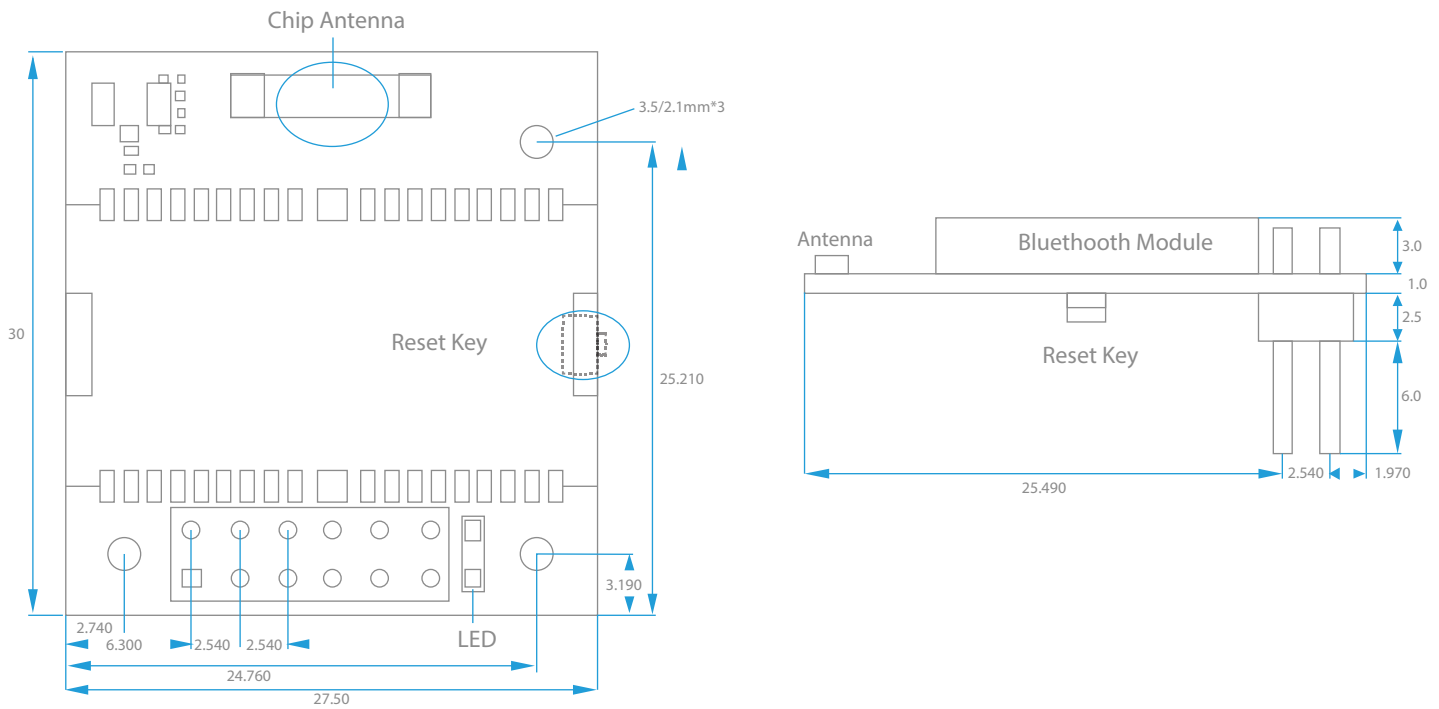 Chip Antenna
3.5/2.1mm*3
30
Reset Key
25.210
3.190
2.740
6.300
2.540
2.540
LED
24.760
27.50
Antenna
Bluethooth Module
3.0
1.0
2.5
Reset Key
6.0
25.490
2.540
1.970